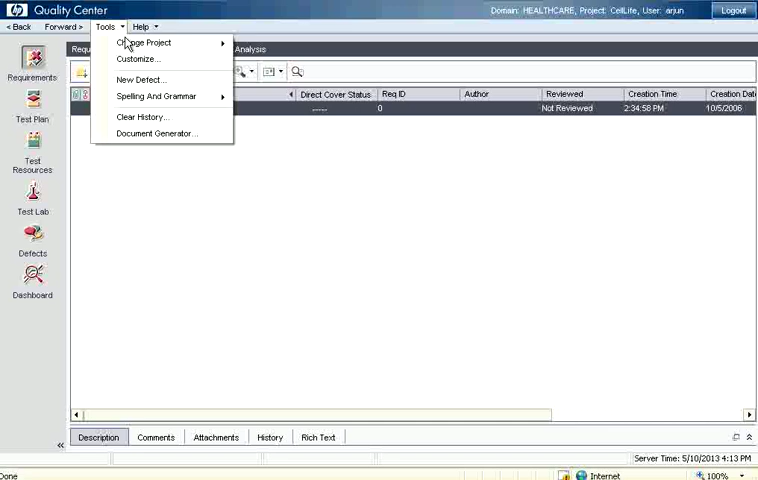 hp Quality Center
Domain: HEALTHCARE, Project: CellLife, User: arjun
Logout
< Back Forward > Tools Help
Analysis
Change Project
Customize...
New Defect...
Spelling And Grammar
Clear History...
Document Generator...
Requirements
Test Plan
Test
Resources
Test Lab
Defects
Dashboard
Direct Cover Status Req ID Author Reviewed Creation Time Creation Dat
----- 0 Not Reviewed 2:34:58 PM 10/5/2006
Description Comments Attachments History Rich Text
Server Time: 5/10/2013 4:13 PM
Done Internet 100%